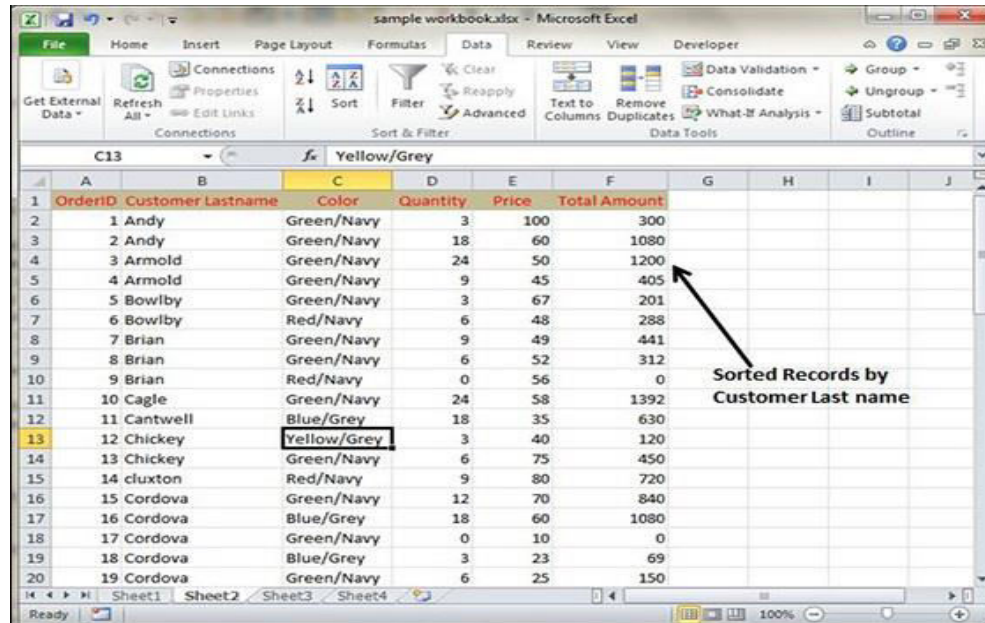 sample workbook.xlsx - Microsoft Excel
File Home Insert Page Layout Formulas Data Review View Developer
Get External Data
Refresh All
Connections
Properties
Edit Links
Connections
Sort
Filter
Clear
Reapply
Advanced
Sort & Filter
Text to Columns
Remove Duplicates
Data Validation
Consolidate
What-If Analysis
Data Tools
Group
Ungroup
Subtotal
Outline
C13 fx Yellow/Grey
A B C D E F G H I J
1 OrderID Customer Lastname Color Quantity Price Total Amount
2 1 Andy Green/Navy 3 100 300
3 2 Andy Green/Navy 18 60 1080
4 3 Armold Green/Navy 24 50 1200
5 4 Armold Green/Navy 9 45 405
6 5 Bowlby Green/Navy 3 67 201
7 6 Bowlby Red/Navy 6 48 288
8 7 Brian Green/Navy 9 49 441
9 8 Brian Green/Navy 6 52 312
10 9 Brian Red/Navy 0 56 0
11 10 Cagle Green/Navy 24 58 1392
12 11 Cantwell Blue/Grey 18 35 630
13 12 Chickey Yellow/Grey 3 40 120
14 13 Chickey Green/Navy 6 75 450
15 14 cluxton Red/Navy 9 80 720
16 15 Cordova Green/Navy 12 70 840
17 16 Cordova Blue/Grey 18 60 1080
18 17 Cordova Green/Navy 0 10 0
19 18 Cordova Blue/Grey 3 23 69
20 19 Cordova Green/Navy 6 25 150
Sorted Records by
Customer Last name
Sheet1 Sheet2 Sheet3 Sheet4
Ready 100%